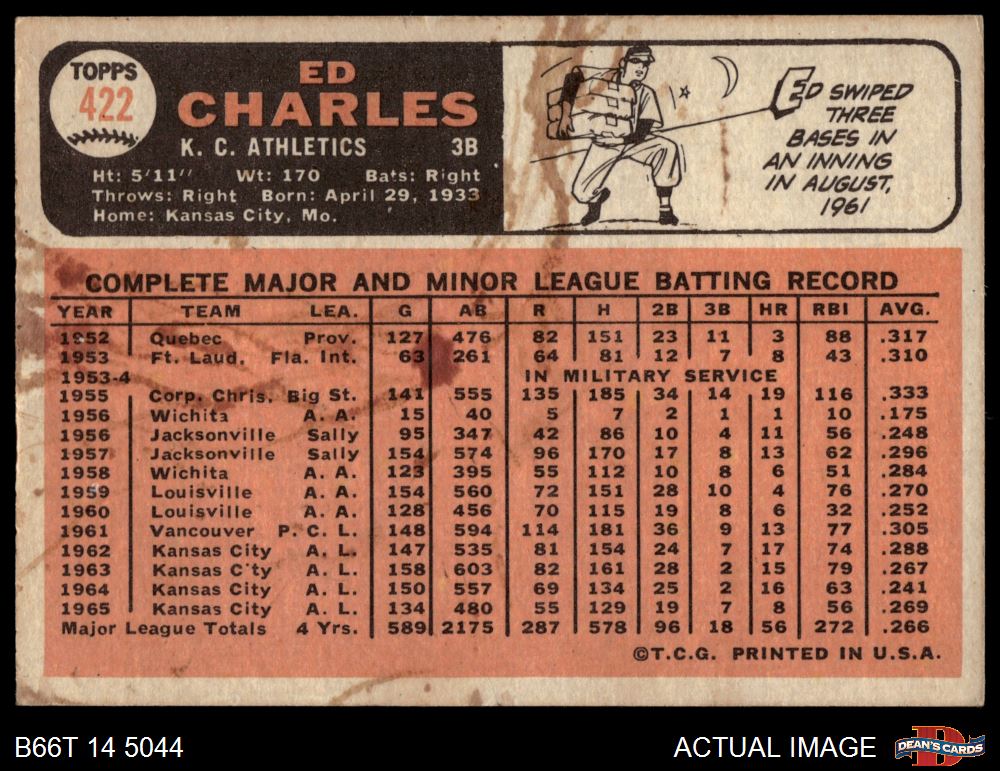 TOPPS
422
ED
CHARLES
K. C. ATHLETICS 3B
Ht: 5'11" Wt: 170 Bats: Right
Throws: Right Born: April 29, 1933
Home: Kansas City, Mo.
ED SWIPED
THREE
BASES IN
AN INNING
IN AUGUST,
1961
COMPLETE MAJOR AND MINOR LEAGUE BATTING RECORD
YEAR TEAM LEA. G AB R H 2B 3B HR RBI AVG.
1952 Quebec Prov. 127 476 82 151 23 11 3 88 .317
1953 Ft. Laud. Fla. Int. 63 261 64 81 12 7 8 43 .310
1953-4 IN MILITARY SERVICE
1955 Corp. Chris. Big St. 141 555 135 185 34 14 19 116 .333
1956 Wichita A. A. 15 40 5 7 2 1 1 10 .175
1956 Jacksonville Sally 95 347 42 86 10 4 11 56 .248
1957 Jacksonville Sally 154 574 96 170 17 8 13 62 .296
1958 Wichita A. A. 123 395 55 112 10 8 6 51 .284
1959 Louisville A. A. 154 560 72 151 28 10 4 76 .270
1960 Louisville A. A. 128 456 70 115 19 8 6 32 .252
1961 Vancouver P. C. L. 148 594 114 181 36 9 13 77 .305
1962 Kansas City A. L. 147 535 81 154 24 7 17 74 .288
1963 Kansas City A. L. 158 603 82 161 28 2 15 79 .267
1964 Kansas City A. L. 150 557 69 134 25 2 16 63 .241
1965 Kansas City A. L. 134 480 55 129 19 7 8 56 .269
Major League Totals 4 Yrs. 589 2175 287 578 96 18 56 272 .266
©T.C.G. PRINTED IN U.S.A.
B66T 14 5044 ACTUAL IMAGE DEAN'S CARDS